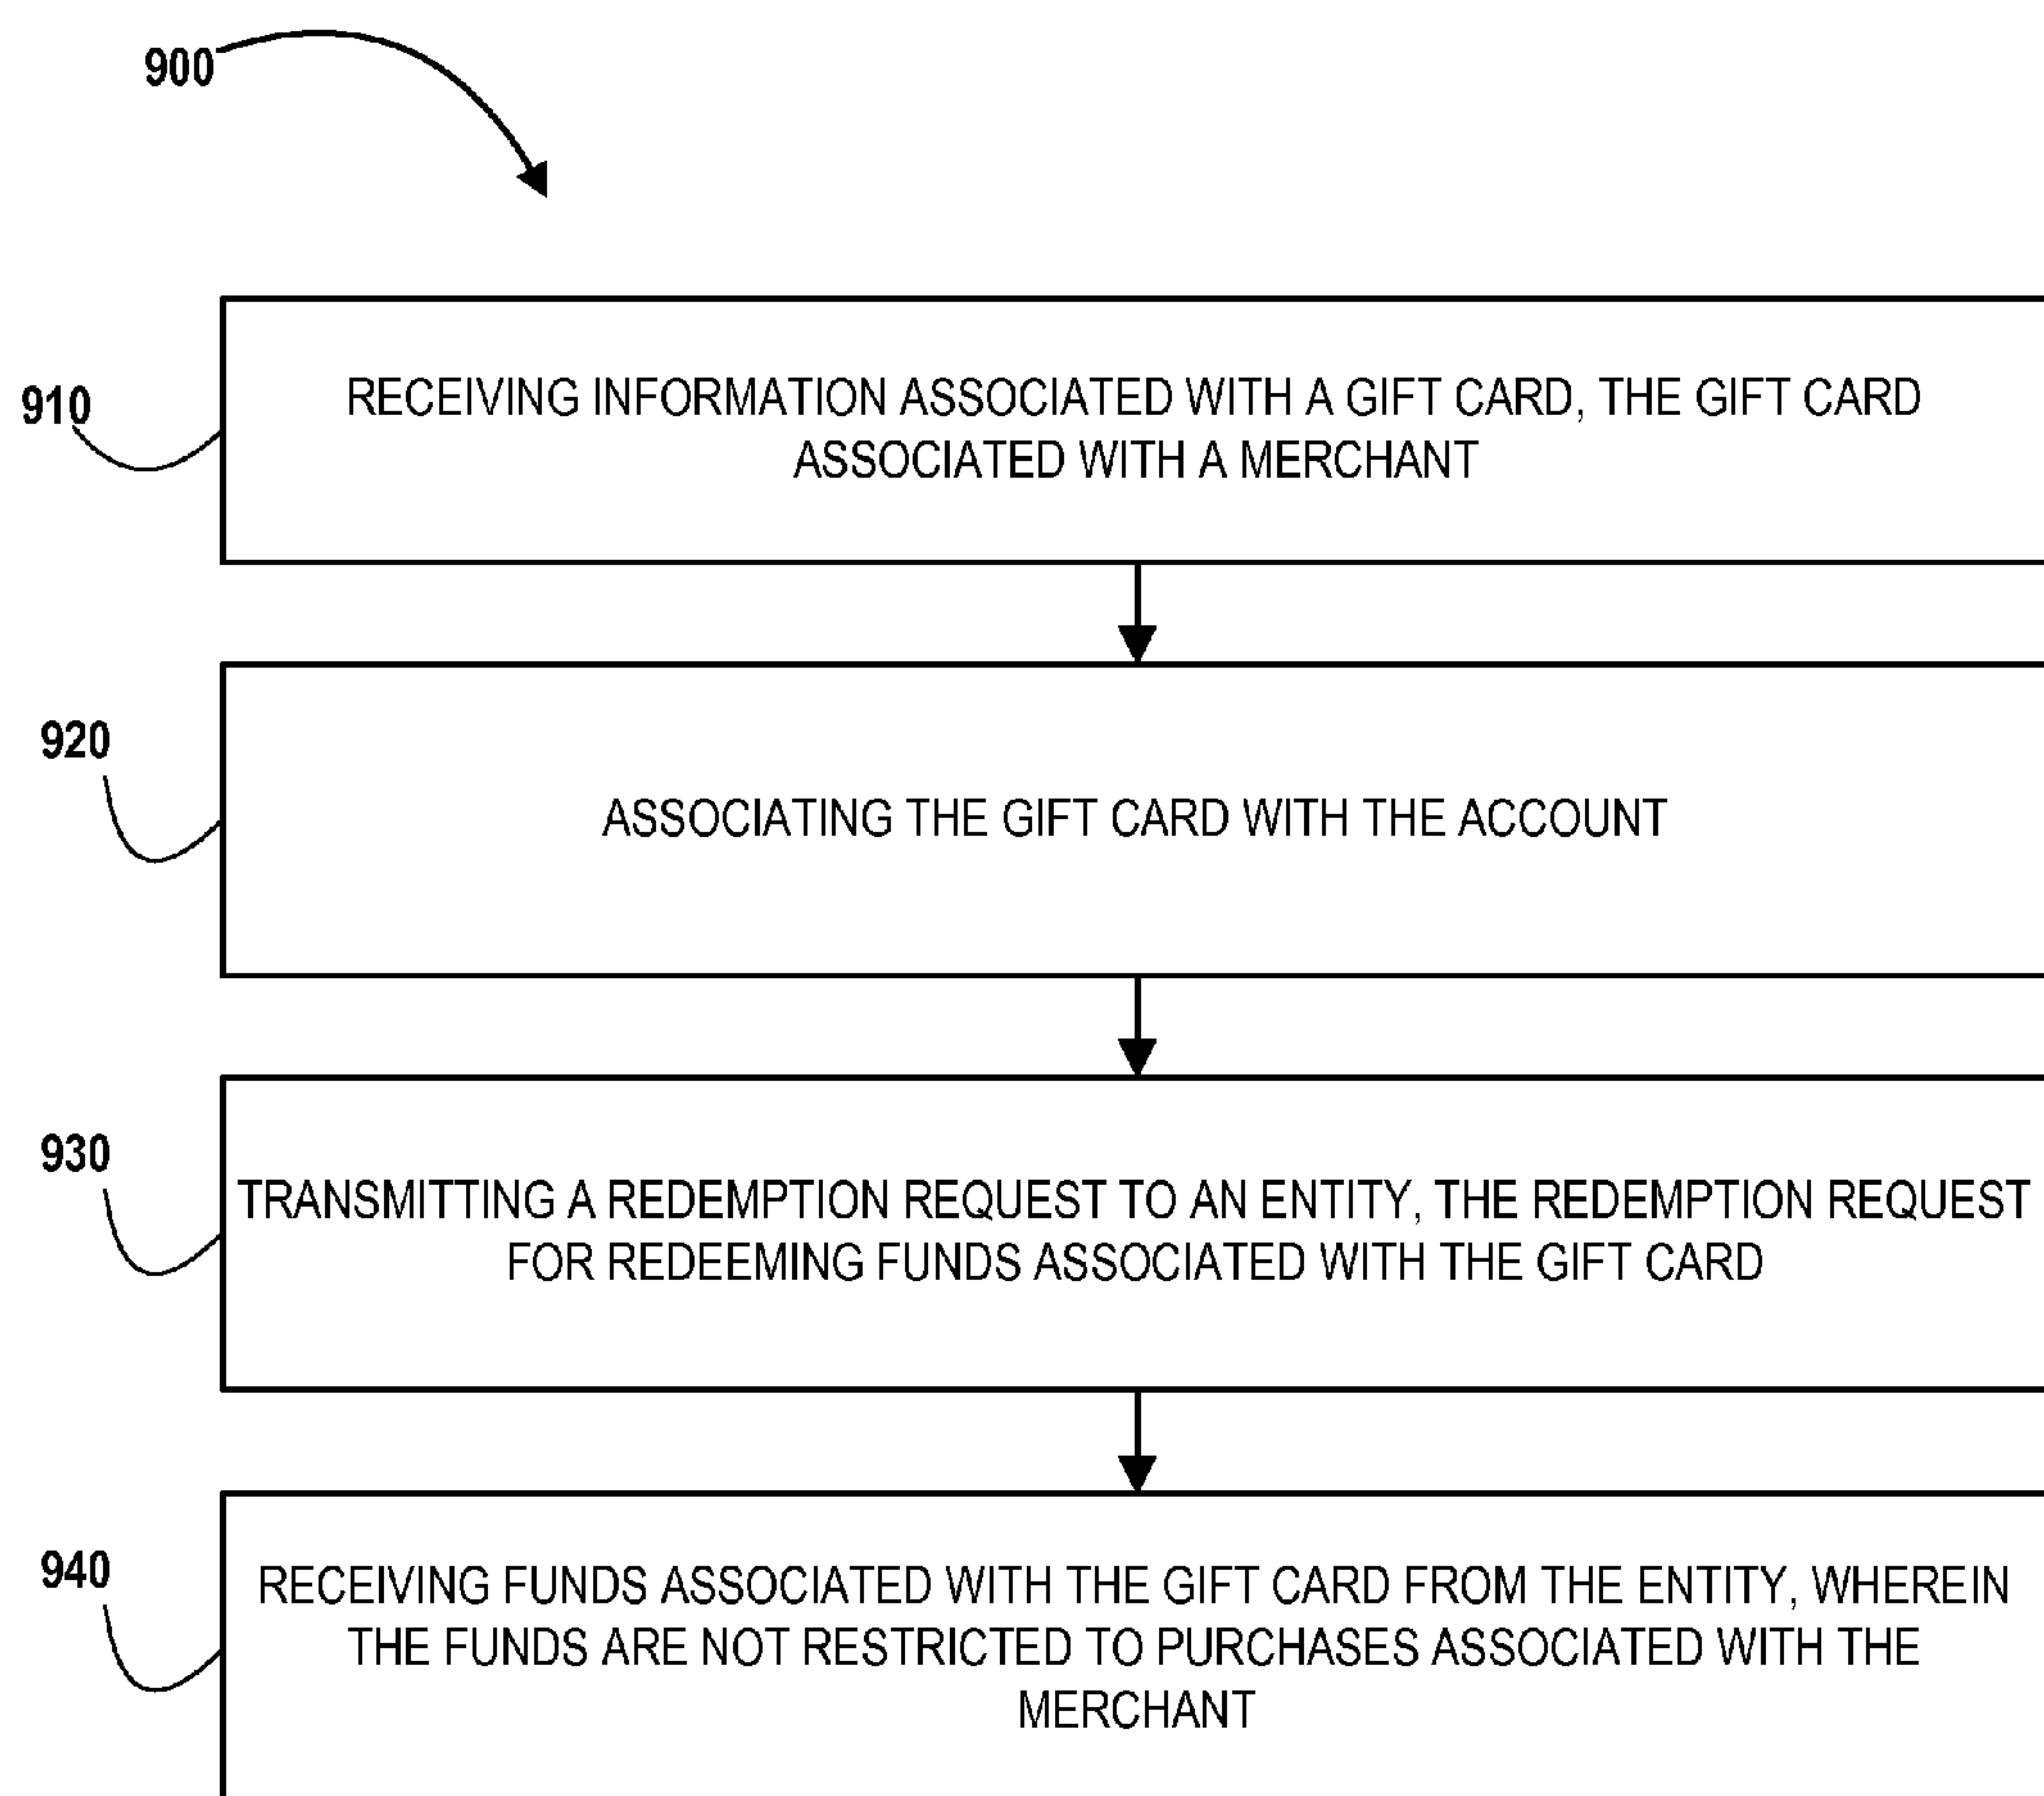 900
910
RECEIVING INFORMATION ASSOCIATED WITH A GIFT CARD, THE GIFT CARD
ASSOCIATED WITH A MERCHANT
920
ASSOCIATING THE GIFT CARD WITH THE ACCOUNT
930
TRANSMITTING A REDEMPTION REQUEST TO AN ENTITY, THE REDEMPTION REQUEST
FOR REDEEMING FUNDS ASSOCIATED WITH THE GIFT CARD
940
RECEIVING FUNDS ASSOCIATED WITH THE GIFT CARD FROM THE ENTITY, WHEREIN
THE FUNDS ARE NOT RESTRICTED TO PURCHASES ASSOCIATED WITH THE
MERCHANT